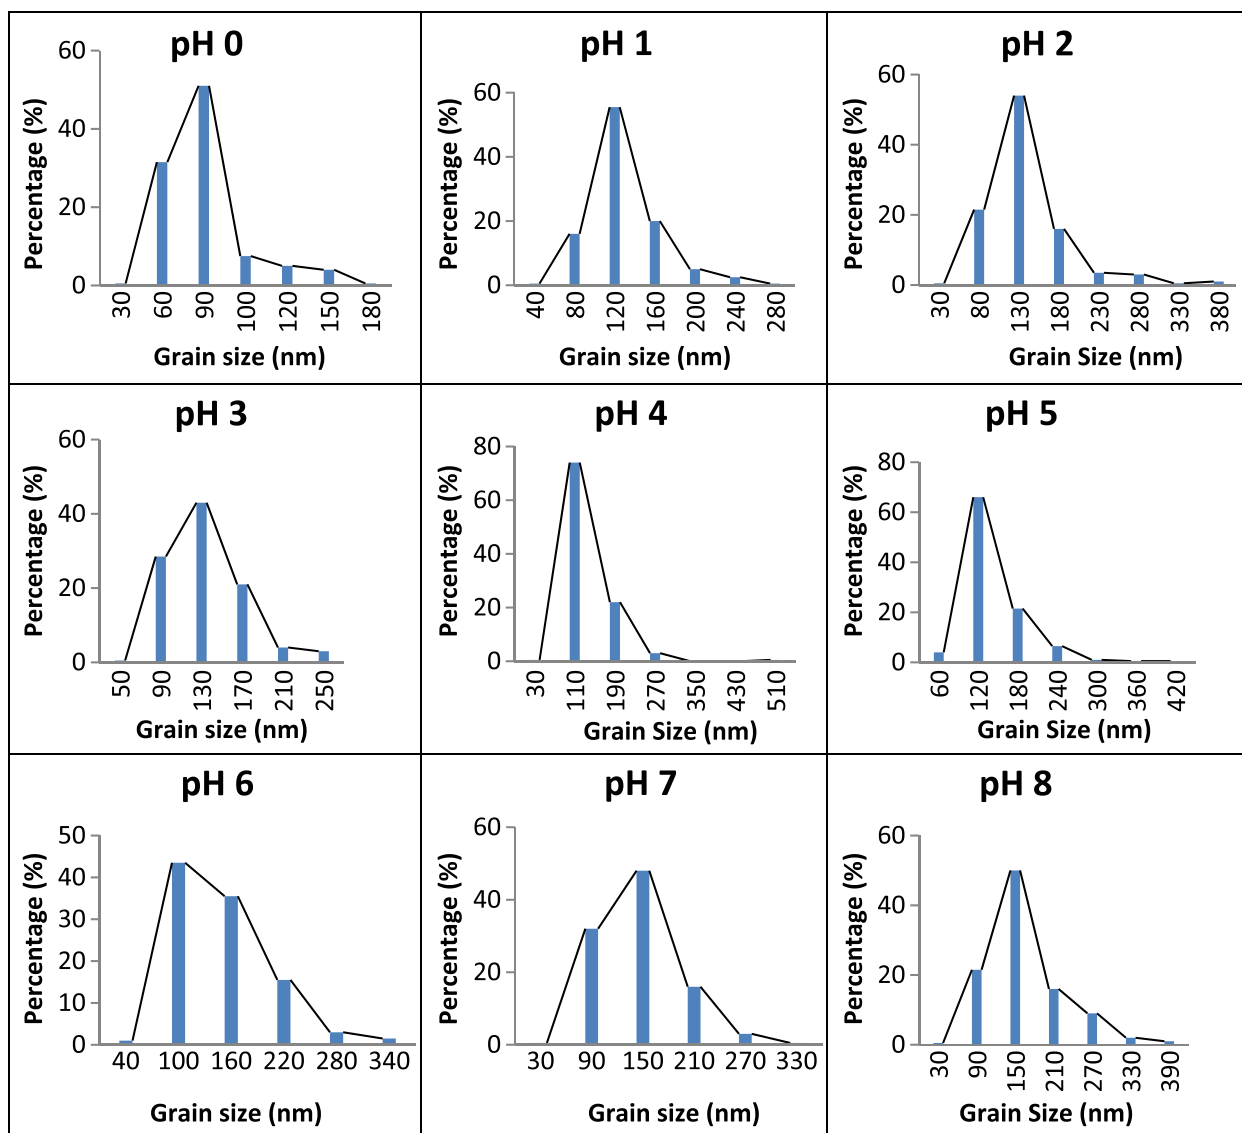 pH 0
Percentage (%)
60
40
20
0
30 60 90 100 120 150 180
Grain size (nm)
pH 1
Percentage (%)
60
40
20
0
40 80 120 160 200 240 280
Grain size (nm)
pH 2
Percentage (%)
60
40
20
0
30 80 130 180 230 280 330 380
Grain Size (nm)
pH 3
Percentage (%)
60
40
20
0
50 90 130 170 210 250
Grain size (nm)
pH 4
Percentage (%)
80
60
40
20
0
30 110 190 270 350 430 510
Grain Size (nm)
pH 5
Percentage (%)
80
60
40
20
0
60 120 180 240 300 360 420
Grain Size (nm)
pH 6
Percentage (%)
50
40
30
20
10
0
40 100 160 220 280 340
Grain size (nm)
pH 7
Percentage (%)
60
40
20
0
30 90 150 210 270 330
Grain size (nm)
pH 8
Percentage (%)
60
40
20
0
30 90 150 210 270 330 390
Grain Size (nm)